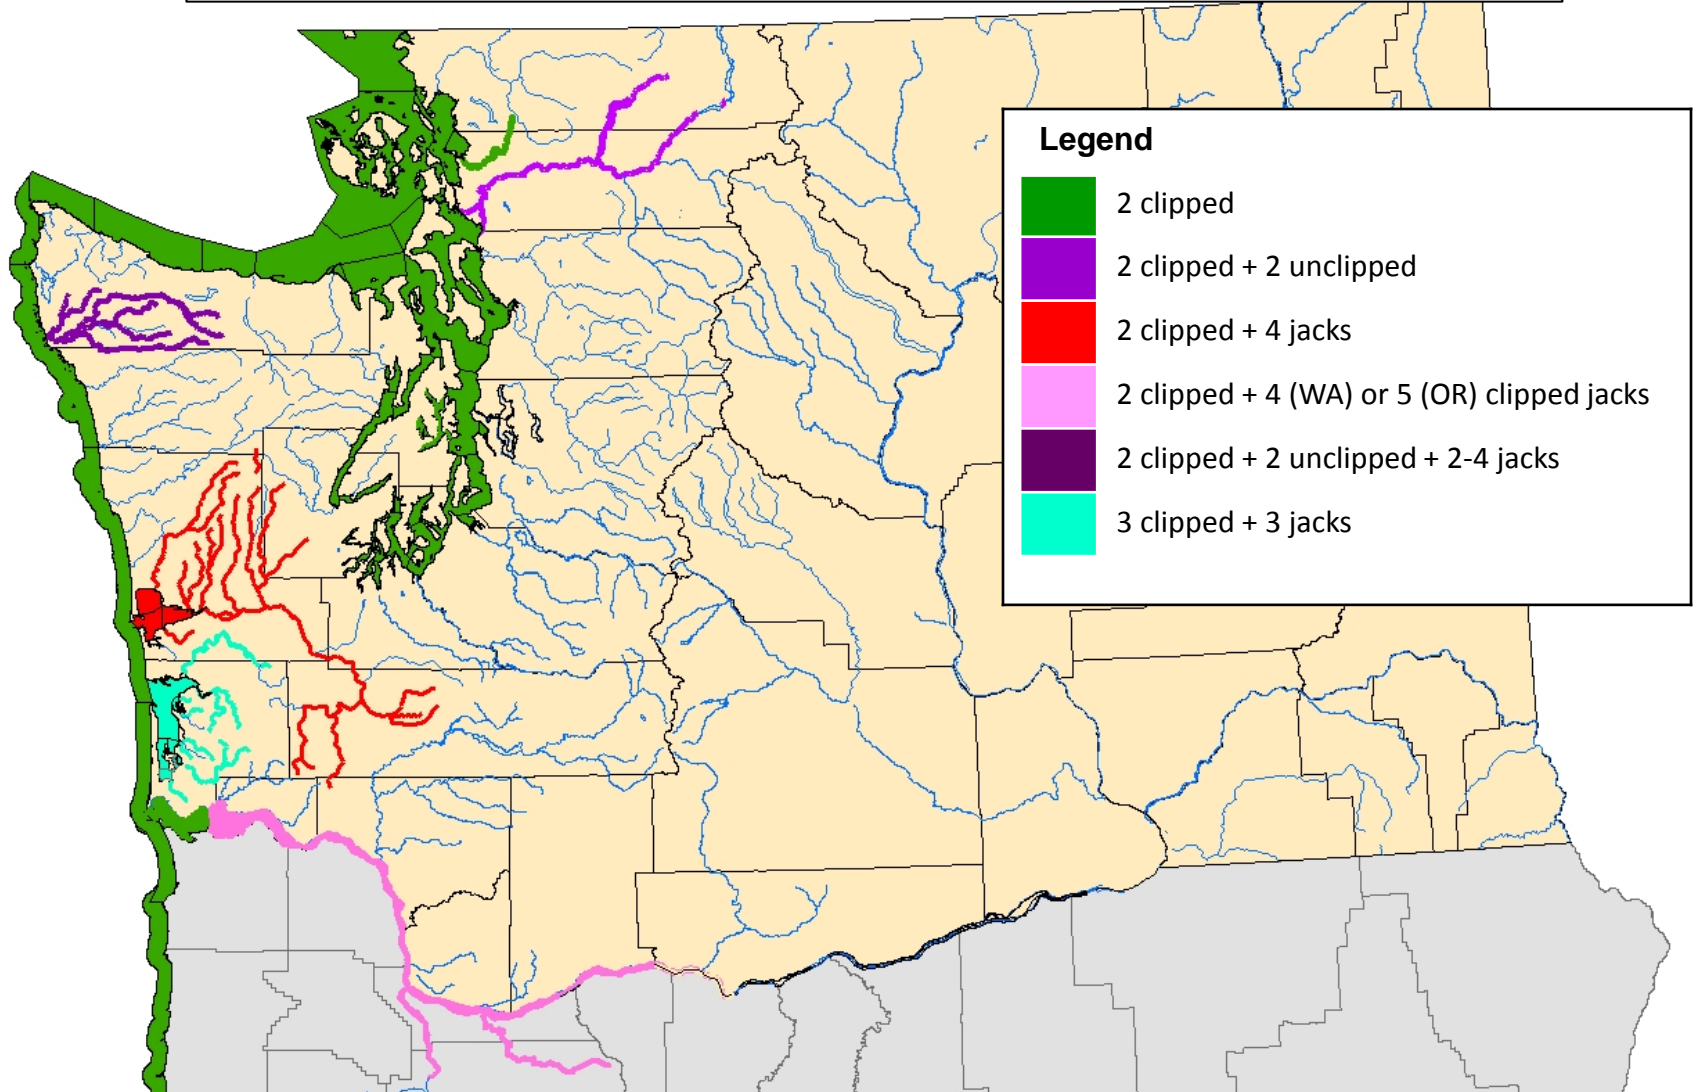 Legend
2 clipped
2 clipped + 2 unclipped
2 clipped + 4 jacks
2 clipped + 4 (WA) or 5 (OR) clipped jacks
2 clipped + 2 unclipped + 2-4 jacks
3 clipped + 3 jacks